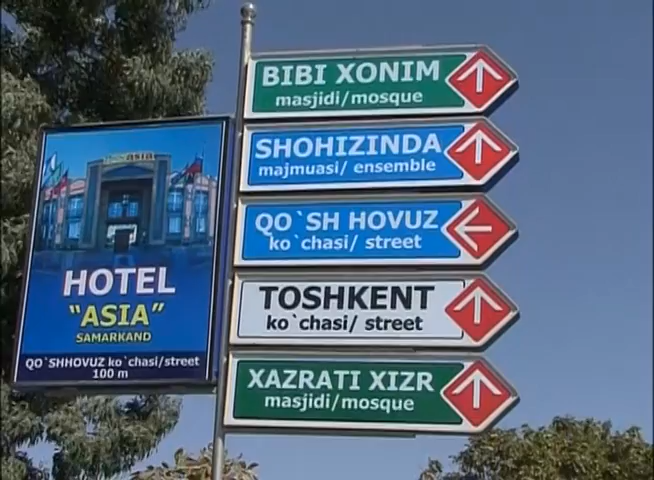 BIBI XONIM
masjidi/mosque
SHOHIZINDA
majmuasi/ ensemble
QO`SH HOVUZ
ko`chasi/ street
TOSHKENT
ko`chasi/ street
XAZRATI XIZR
masjidi/mosque
asia
HOTEL
"ASIA"
SAMARKAND
QO`SHHOVUZ ko`chasi/street
100 m